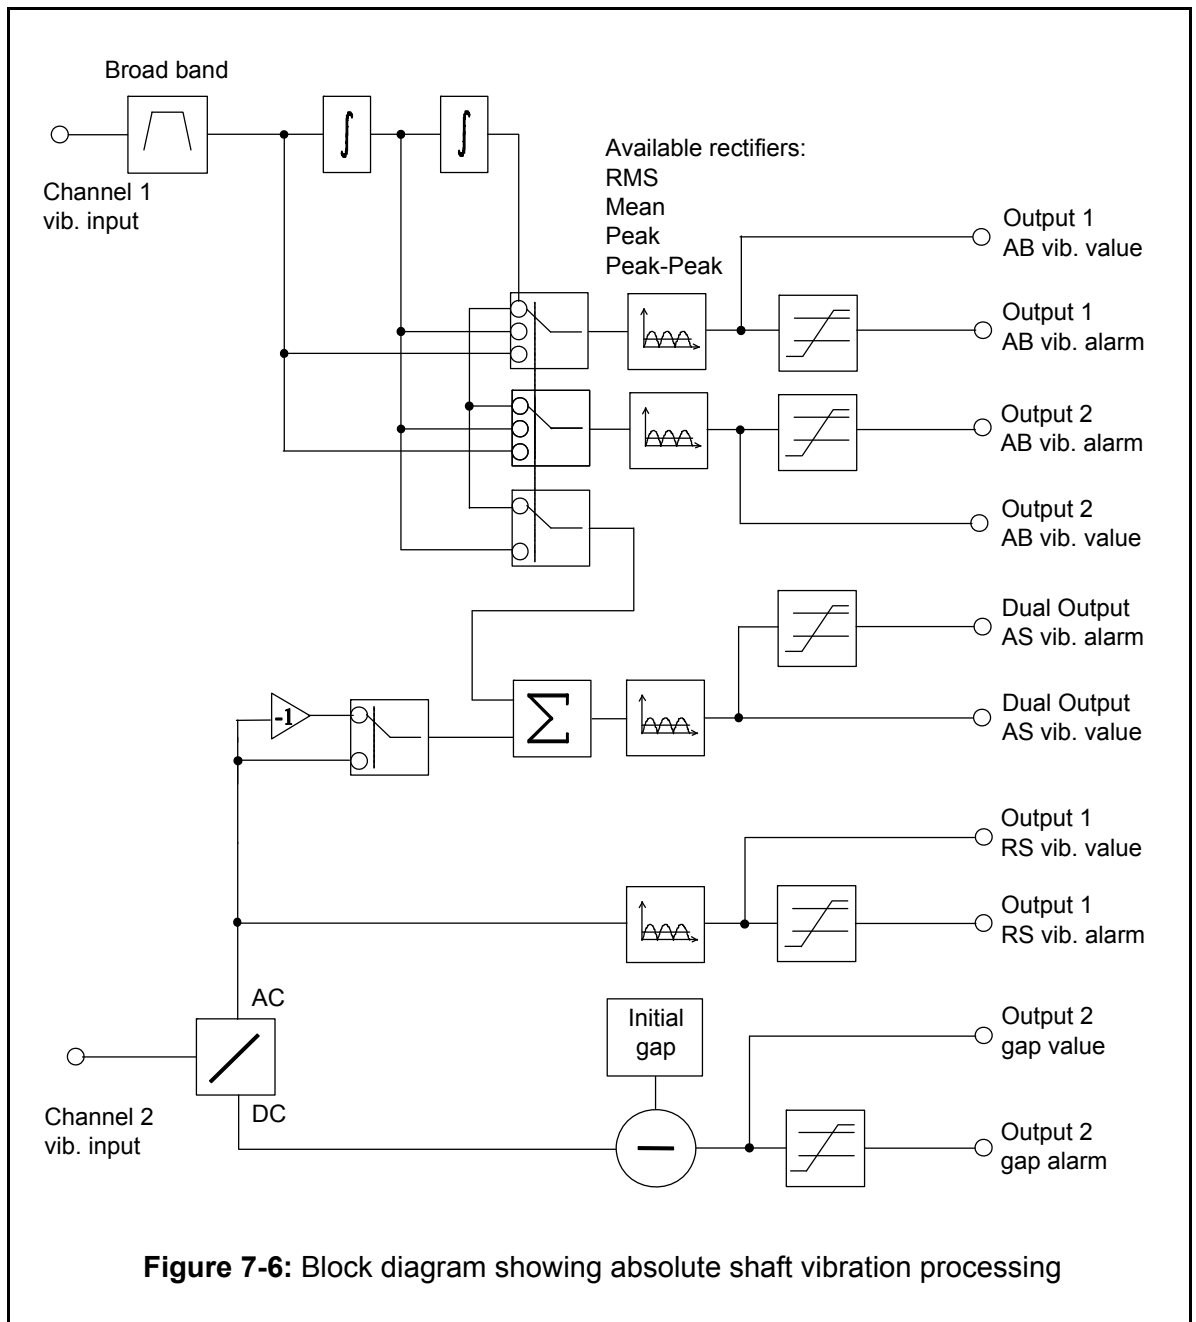 Broad band
Channel 1
vib. input
Available rectifiers:
RMS
Mean
Peak
Peak-Peak
Output 1
AB vib. value
Output 1
AB vib. alarm
Output 2
AB vib. alarm
Output 2
AB vib. value
Dual Output
AS vib. alarm
Dual Output
AS vib. value
-1
Σ
Output 1
RS vib. value
Output 1
RS vib. alarm
AC
Channel 2
vib. input
DC
Initial
gap
Output 2
gap value
Output 2
gap alarm
Figure 7-6: Block diagram showing absolute shaft vibration processing